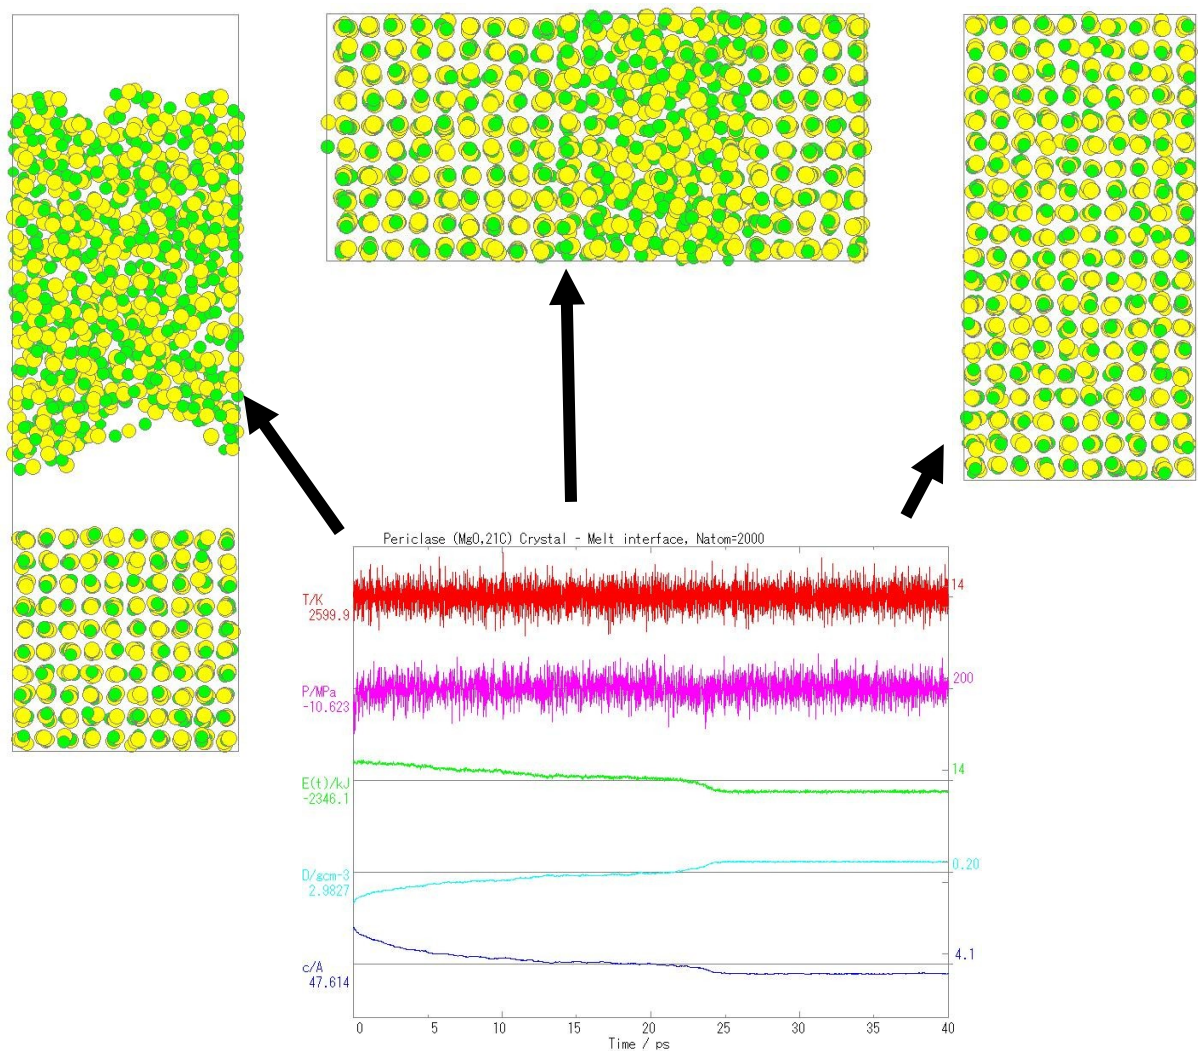 Periclase (MgO,21C) Crystal - Melt interface, Natom=2000
T/K
2599.9
14
P/MPa
-10.623
200
E(t)/kJ
-2346.1
14
D/gcm-3
2.9827
0.20
c/A
47.614
4.1
0 5 10 15 20 25 30 35 40
Time / ps